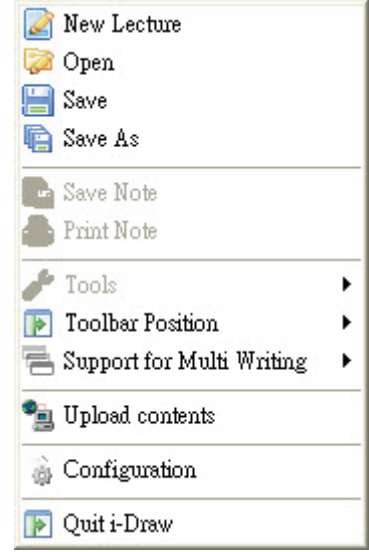 New Lecture
Open
Save
Save As
Save Note
Print Note
Tools
Toolbar Position
Support for Multi Writing
Upload contents
Configuration
Quit i-Draw